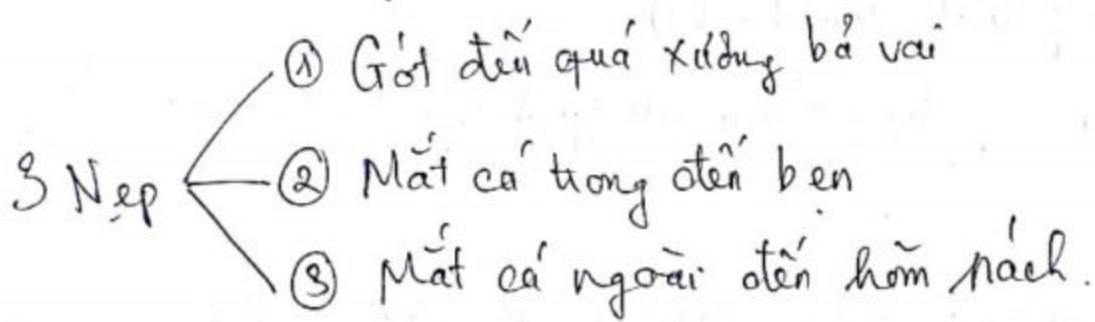 ① Gót đến quá xương bả vai
3 Nẹp
② Mắt cá trong đến bẹn
③ Mắt cá ngoài đến hõm nách.